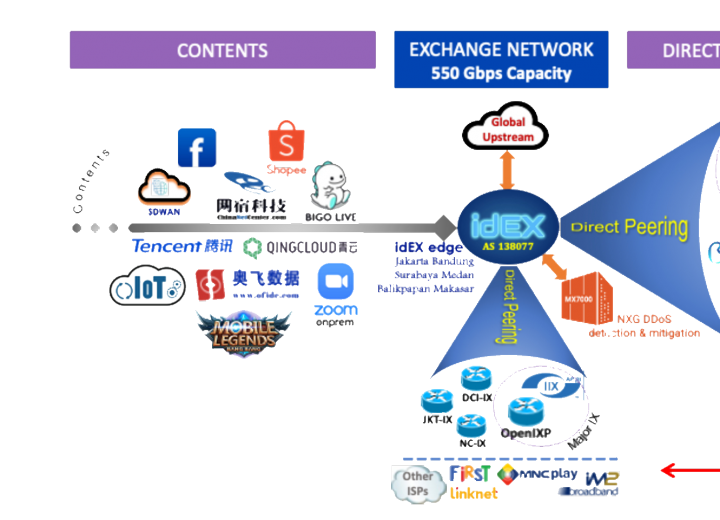 CONTENTS
EXCHANGE NETWORK
550 Gbps Capacity
DIRECT
Global
Upstream
Contents
f
S
Shopee
SDWAN
网宿科技
ChinaNetCenter.com
BIGO LIVE
idEX
AS 138077
Direct Peering
Tencent 腾讯
QINGCLOUD 青云
idEX edge
Jakarta Bandung
Surabaya Medan
Balikpapan Makasar
IoT
奥飞数据
www.ofidc.com
zoom
onprem
MOBILE
LEGENDS
BANG BANG
Direct Peering
MX7000
NXG DDoS
detection & mitigation
DCI-IX
JKT-IX
NC-IX
IIX
OpenIXP
Major IX
Other
ISPs
FiRST
linknet
MNC play
iM2
broadband